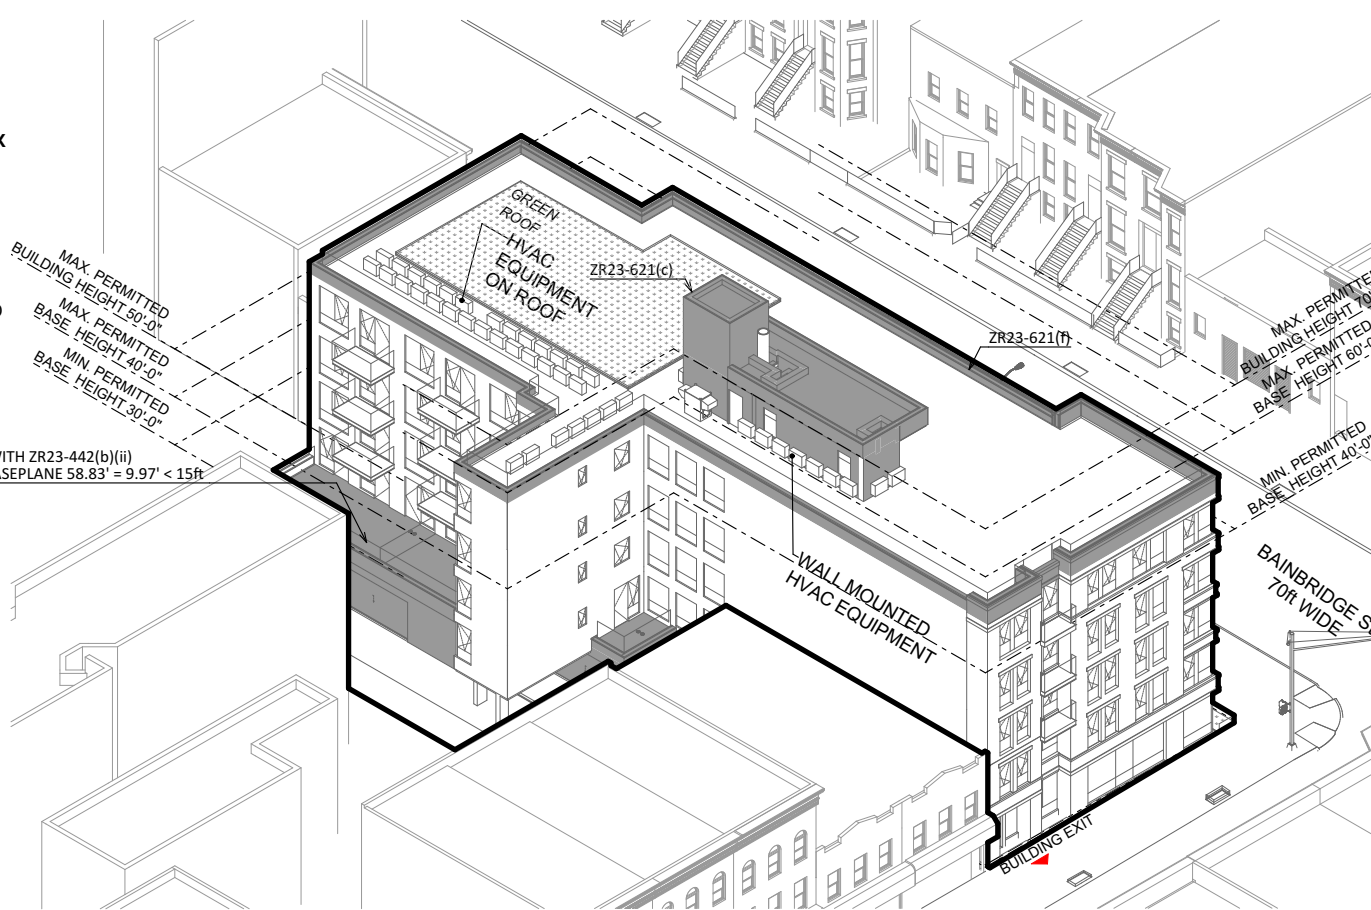 X
GREEN
ROOF
HVAC
EQUIPMENT
ON ROOF
ZR23-621(c)
ZR23-621(f)
MAX. PERMITTED
BUILDING HEIGHT 50'-0"
MAX. PERMITTED
BASE HEIGHT 40'-0"
MIN. PERMITTED
BASE HEIGHT 30'-0"
WITH ZR23-442(b)(ii)
ASEPLANE 58.83' = 9.97' < 15ft
MAX. PERMITTE
BUILDING HEIGHT 70'
MAX. PERMITTED
BASE HEIGHT 60'-0
MIN. PERMITTED
BASE HEIGHT 40'-0"
WALL MOUNTED
HVAC EQUIPMENT
BAINBRIDGE S
70ft WIDE
BUILDING EXIT